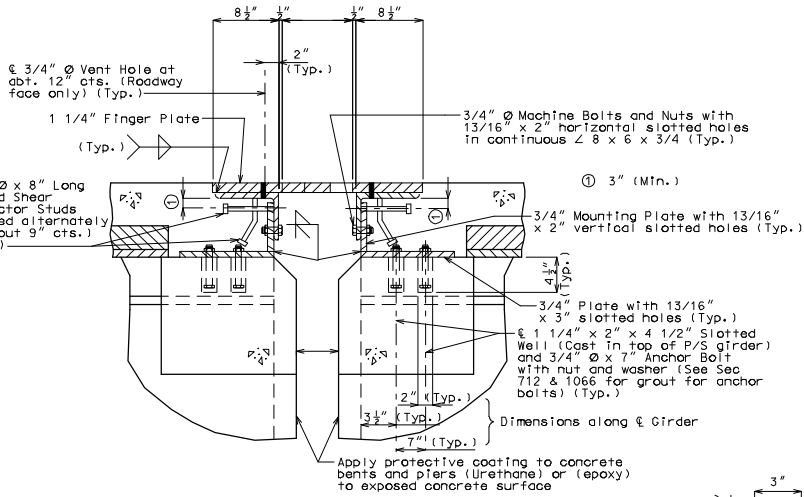 8 1/2" 1/2" 1/2" 8 1/2"
2"
(Typ.)
℄ 3/4" Ø Vent Hole at
abt. 12" cts. (Roadway
face only) (Typ.)
1 1/4" Finger Plate
(Typ.)
Ø x 8" Long
d Shear
ctor Studs
ed alternately
out 9" cts.)
)
①
①
3/4" Ø Machine Bolts and Nuts with
13/16" x 2" horizontal slotted holes
in continuous ∠ 8 x 6 x 3/4 (Typ.)
① 3" (Min.)
3/4" Mounting Plate with 13/16"
x 2" vertical slotted holes (Typ.)
4 1/2"
(Typ.)
3/4" Plate with 13/16"
x 3" slotted holes (Typ.)
℄ 1 1/4" x 2" x 4 1/2" Slotted
Well (Cast in top of P/S girder)
and 3/4" Ø x 7" Anchor Bolt
with nut and washer (See Sec
712 & 1066 for grout for anchor
bolts) (Typ.)
2" (Typ.)
3 1/2" (Typ.)
7" (Typ.)
Dimensions along ℄ Girder
Apply protective coating to concrete
bents and piers (Urethane) or (epoxy)
to exposed concrete surface
3"